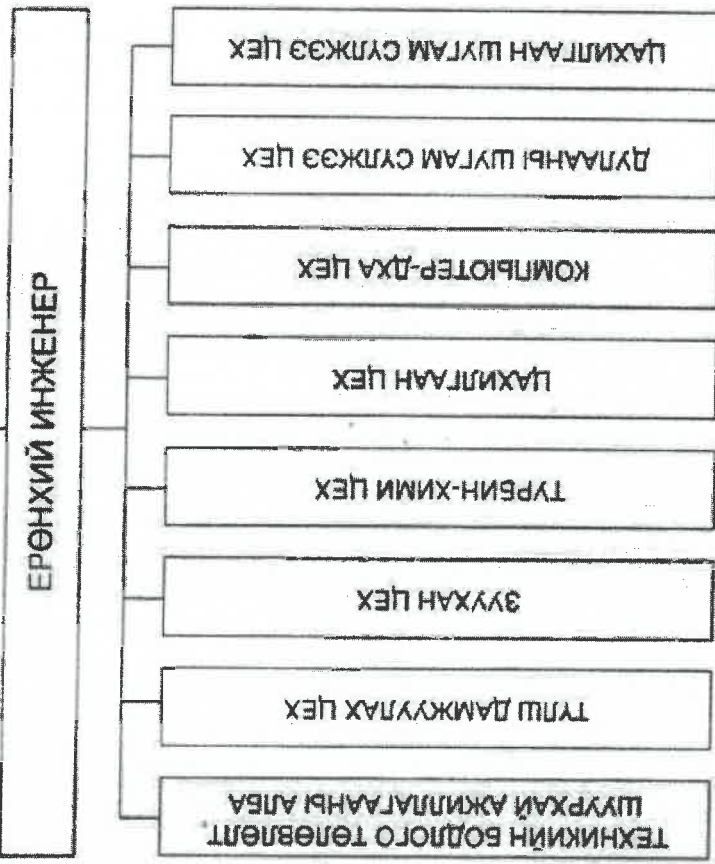 ЕРӨНХИЙ ИНЖЕНЕР
ТЕХНИКИЙН БОДЛОГО ТӨЛӨВЛӨЛТ
ШУУРХАЙ АЖИЛЛАГААНЫ АЛБА
ТҮЛШ ДАМЖУУЛАХ ЦЕХ
ЗУУХАН ЦЕХ
ТУРБИН-ХИМИ ЦЕХ
ЦАХИЛГААН ЦЕХ
КОМПЬЮТЕР-ДХА ЦЕХ
ДУЛААНЫ ШУГАМ СҮЛЖЭЭ ЦЕХ
ЦАХИЛГААН ШУГАМ СҮЛЖЭЭ ЦЕХ